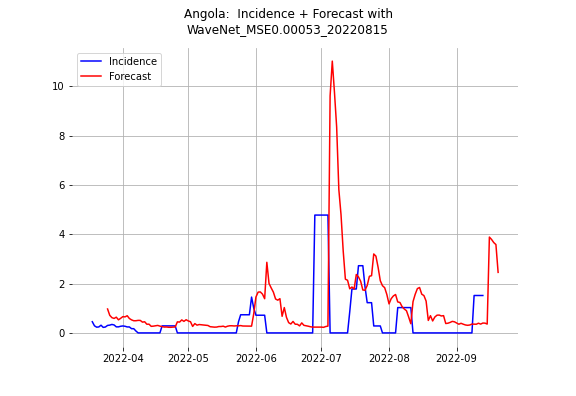 Angola:  Incidence + Forecast with
WaveNet_MSE0.00053_20220815
Incidence
Forecast
10
8
6
4
2
0
2022-04 2022-05 2022-06 2022-07 2022-08 2022-09